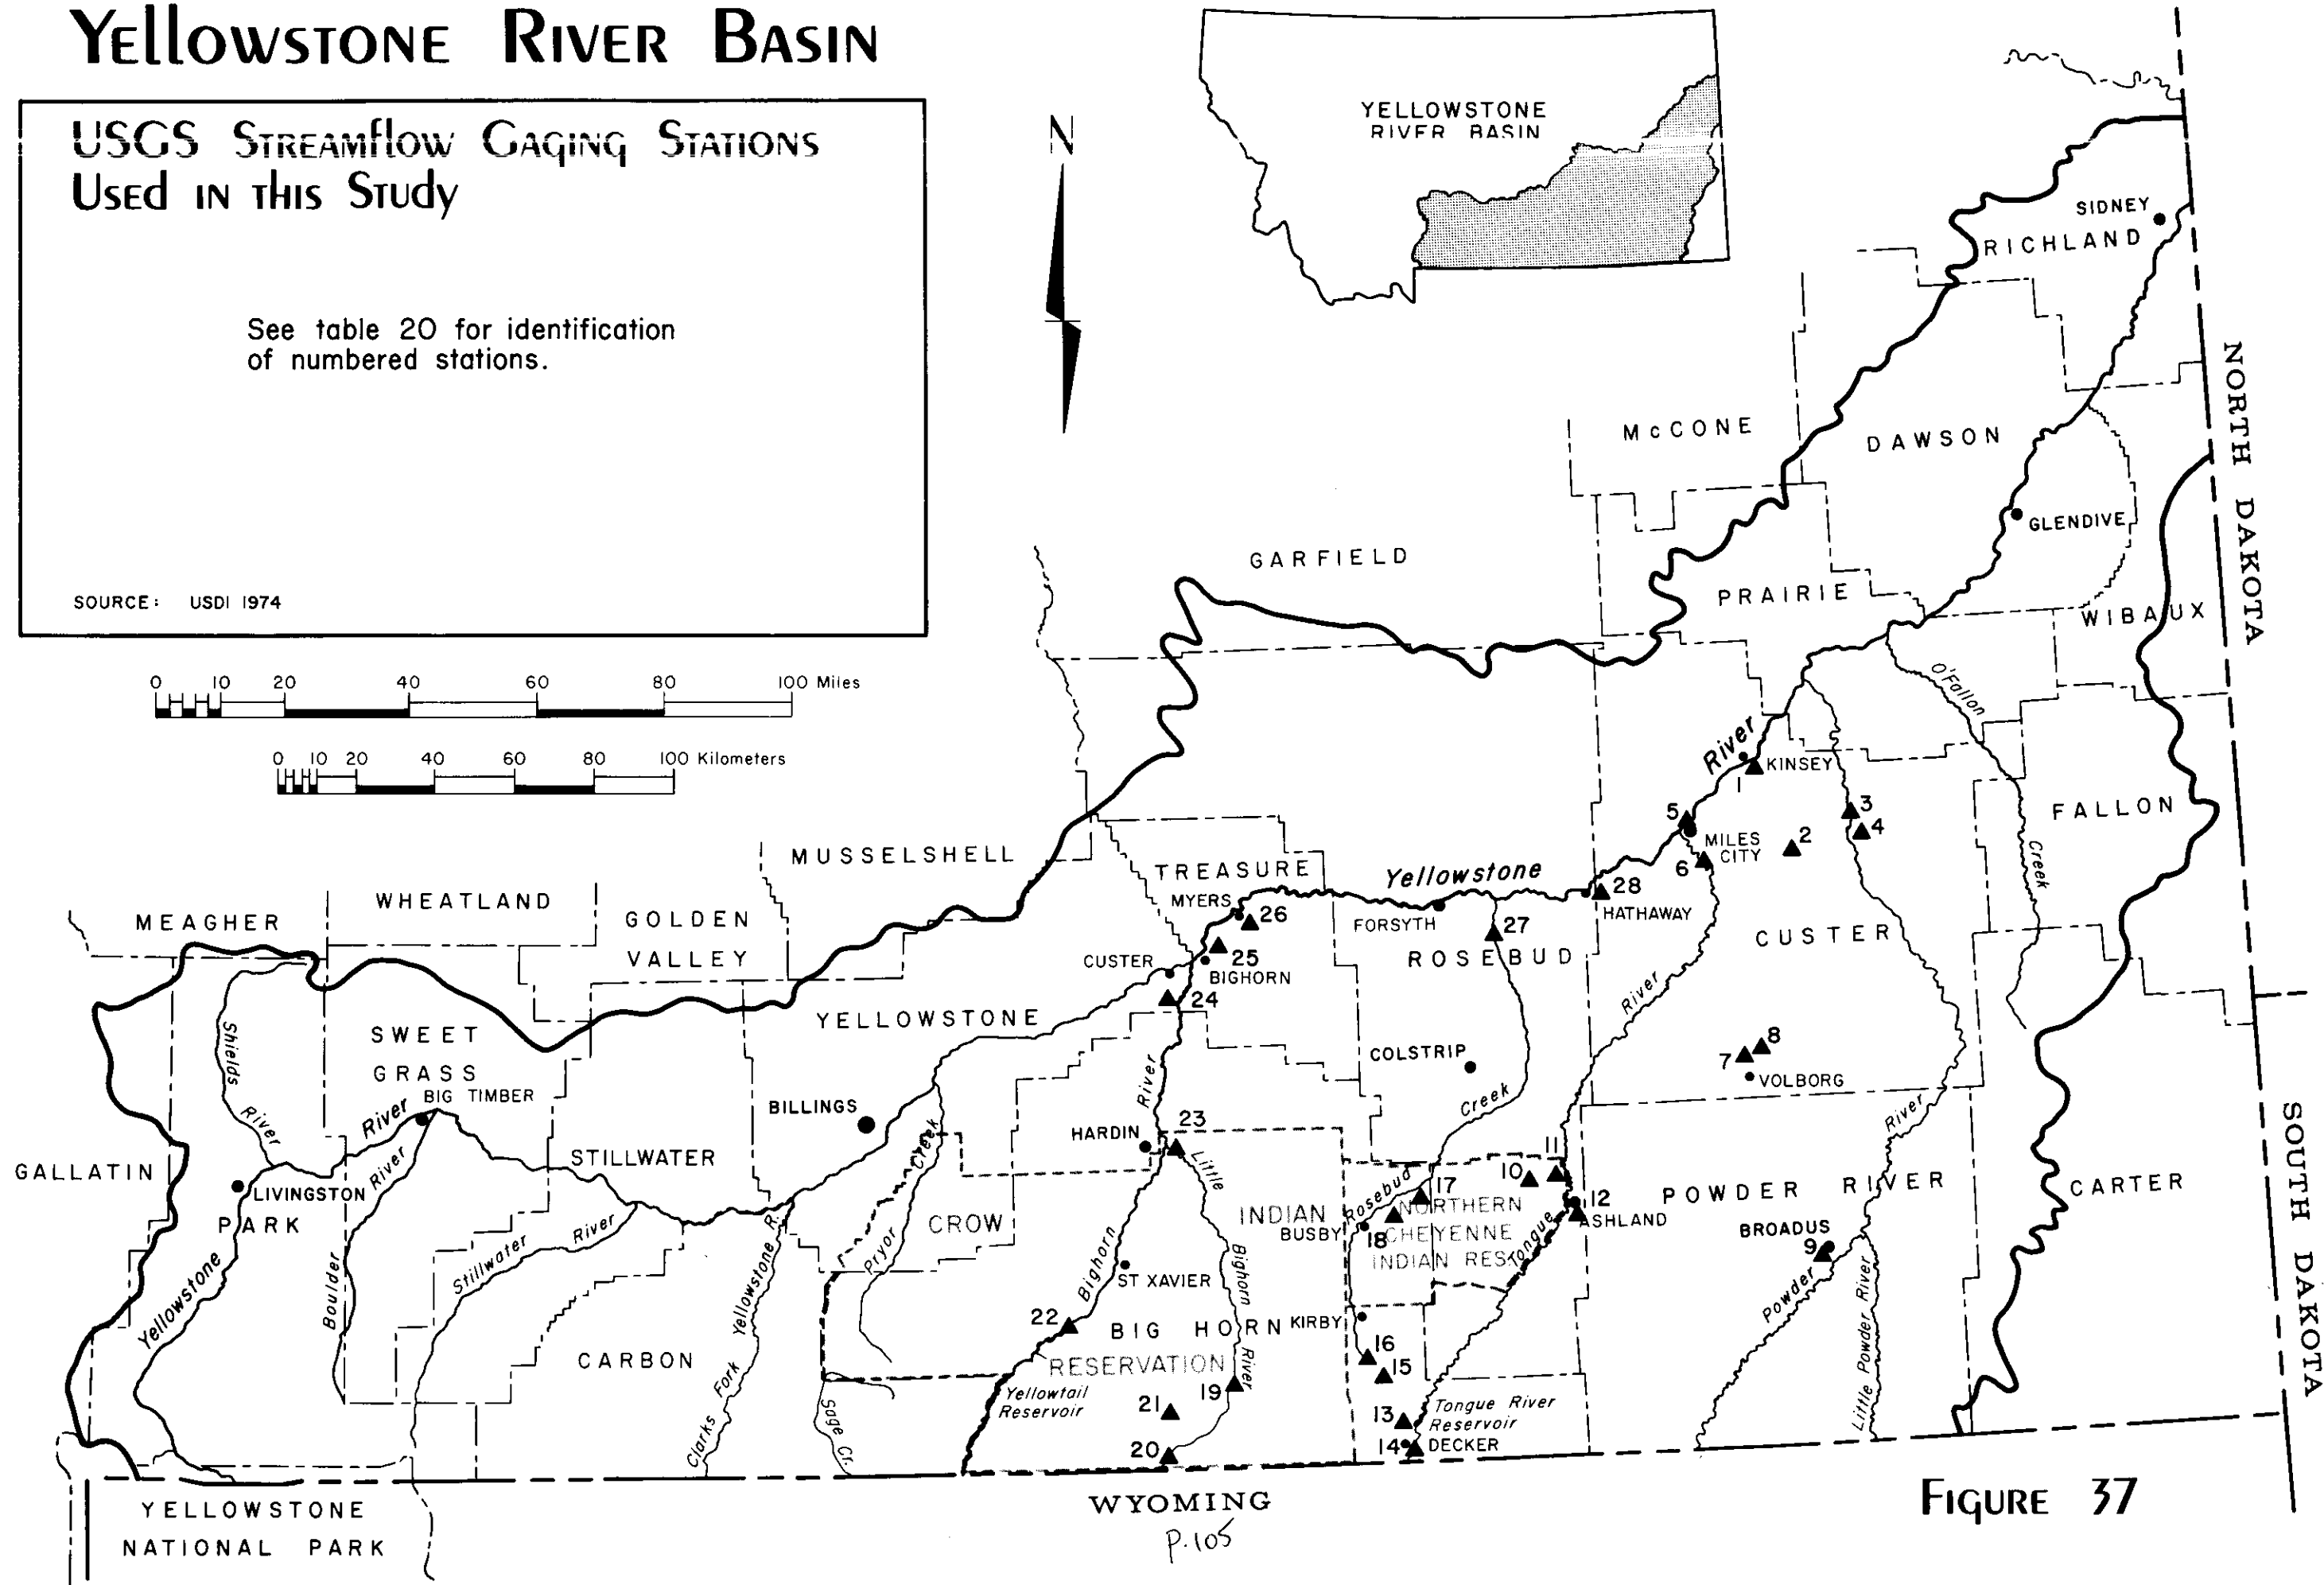 Yellowstone River Basin
USGS Streamflow Gaging Stations
Used in this Study
See table 20 for identification
of numbered stations.
SOURCE: USDI 1974
0 10 20 40 60 80 100 Miles
0 10 20 40 60 80 100 Kilometers
N
YELLOWSTONE
RIVER BASIN
SIDNEY
RICHLAND
NORTH DAKOTA
McCONE
DAWSON
GLENDIVE
GARFIELD
PRAIRIE
WIBAUX
O'Fallon
Creek
River
KINSEY
1
FALLON
3
4
5
MILES
CITY
2
6
MUSSELSHELL
TREASURE
MYERS
26
Yellowstone
28
HATHAWAY
FORSYTH
27
ROSEBUD
CUSTER
WHEATLAND
MEAGHER
GOLDEN
VALLEY
CUSTER
25
BIGHORN
24
YELLOWSTONE
River
Shields
River
SWEET
GRASS
BIG TIMBER
River
COLSTRIP
8
7
VOLBORG
BILLINGS
River
Creek
River
HARDIN
23
Creek
Little
SOUTH DAKOTA
GALLATIN
STILLWATER
LIVINGSTON
PARK
River
11
10
12
ASHLAND
POWDER RIVER
CARTER
Rosebud
17
NORTHERN
CHEYENNE
INDIAN RES.
Tongue
INDIAN
BUSBY
18
CROW
BROADUS
9
Yellowstone
Boulder
Stillwater River
Yellowstone R.
Pryor
Bighorn
ST XAVIER
Bighorn
River
Powder
Little Powder River
22
BIG HORN
KIRBY
RESERVATION
16
15
CARBON
Clarks Fork
Sage Cr.
Yellowtail
Reservoir
19
21
20
13
Tongue River
Reservoir
14
DECKER
WYOMING
YELLOWSTONE
NATIONAL PARK
Figure 37
P.105